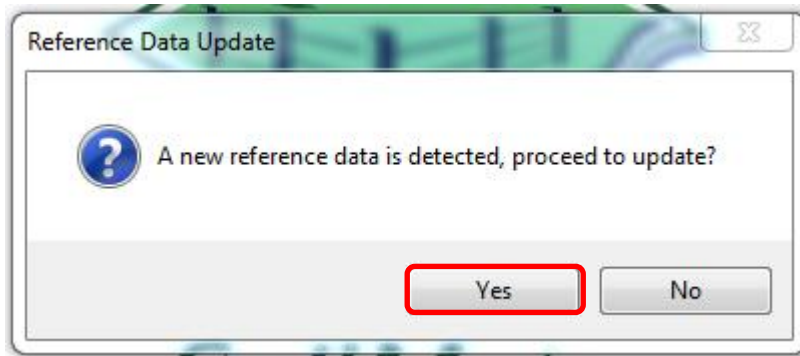 Reference Data Update
A new reference data is detected, proceed to update?
Yes
No